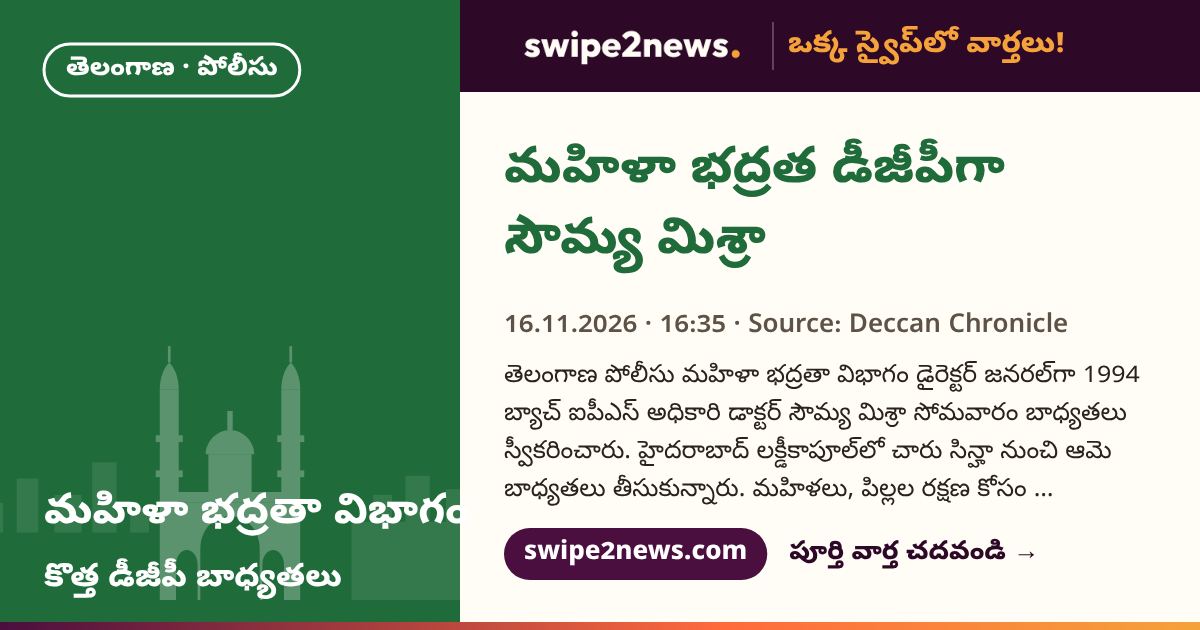 తెలంగాణ · పోలీసు
మహిళా భద్రతా విభాగం
కొత్త డీజీపీ బాధ్యతలు
swipe2news.
ఒక్క స్వైప్‌లో వార్తలు!
మహిళా భద్రత డీజీపీగా
సౌమ్య మిశ్రా
16.11.2026 · 16:35 · Source: Deccan Chronicle
తెలంగాణ పోలీసు మహిళా భద్రతా విభాగం డైరెక్టర్ జనరల్‌గా 1994
బ్యాచ్ ఐపీఎస్ అధికారి డాక్టర్ సౌమ్య మిశ్రా సోమవారం బాధ్యతలు
స్వీకరించారు. హైదరాబాద్ లక్డీకాపూల్‌లో చారు సిన్హా నుంచి ఆమె
బాధ్యతలు తీసుకున్నారు. మహిళలు, పిల్లల రక్షణ కోసం ...
swipe2news.com
పూర్తి వార్త చదవండి →